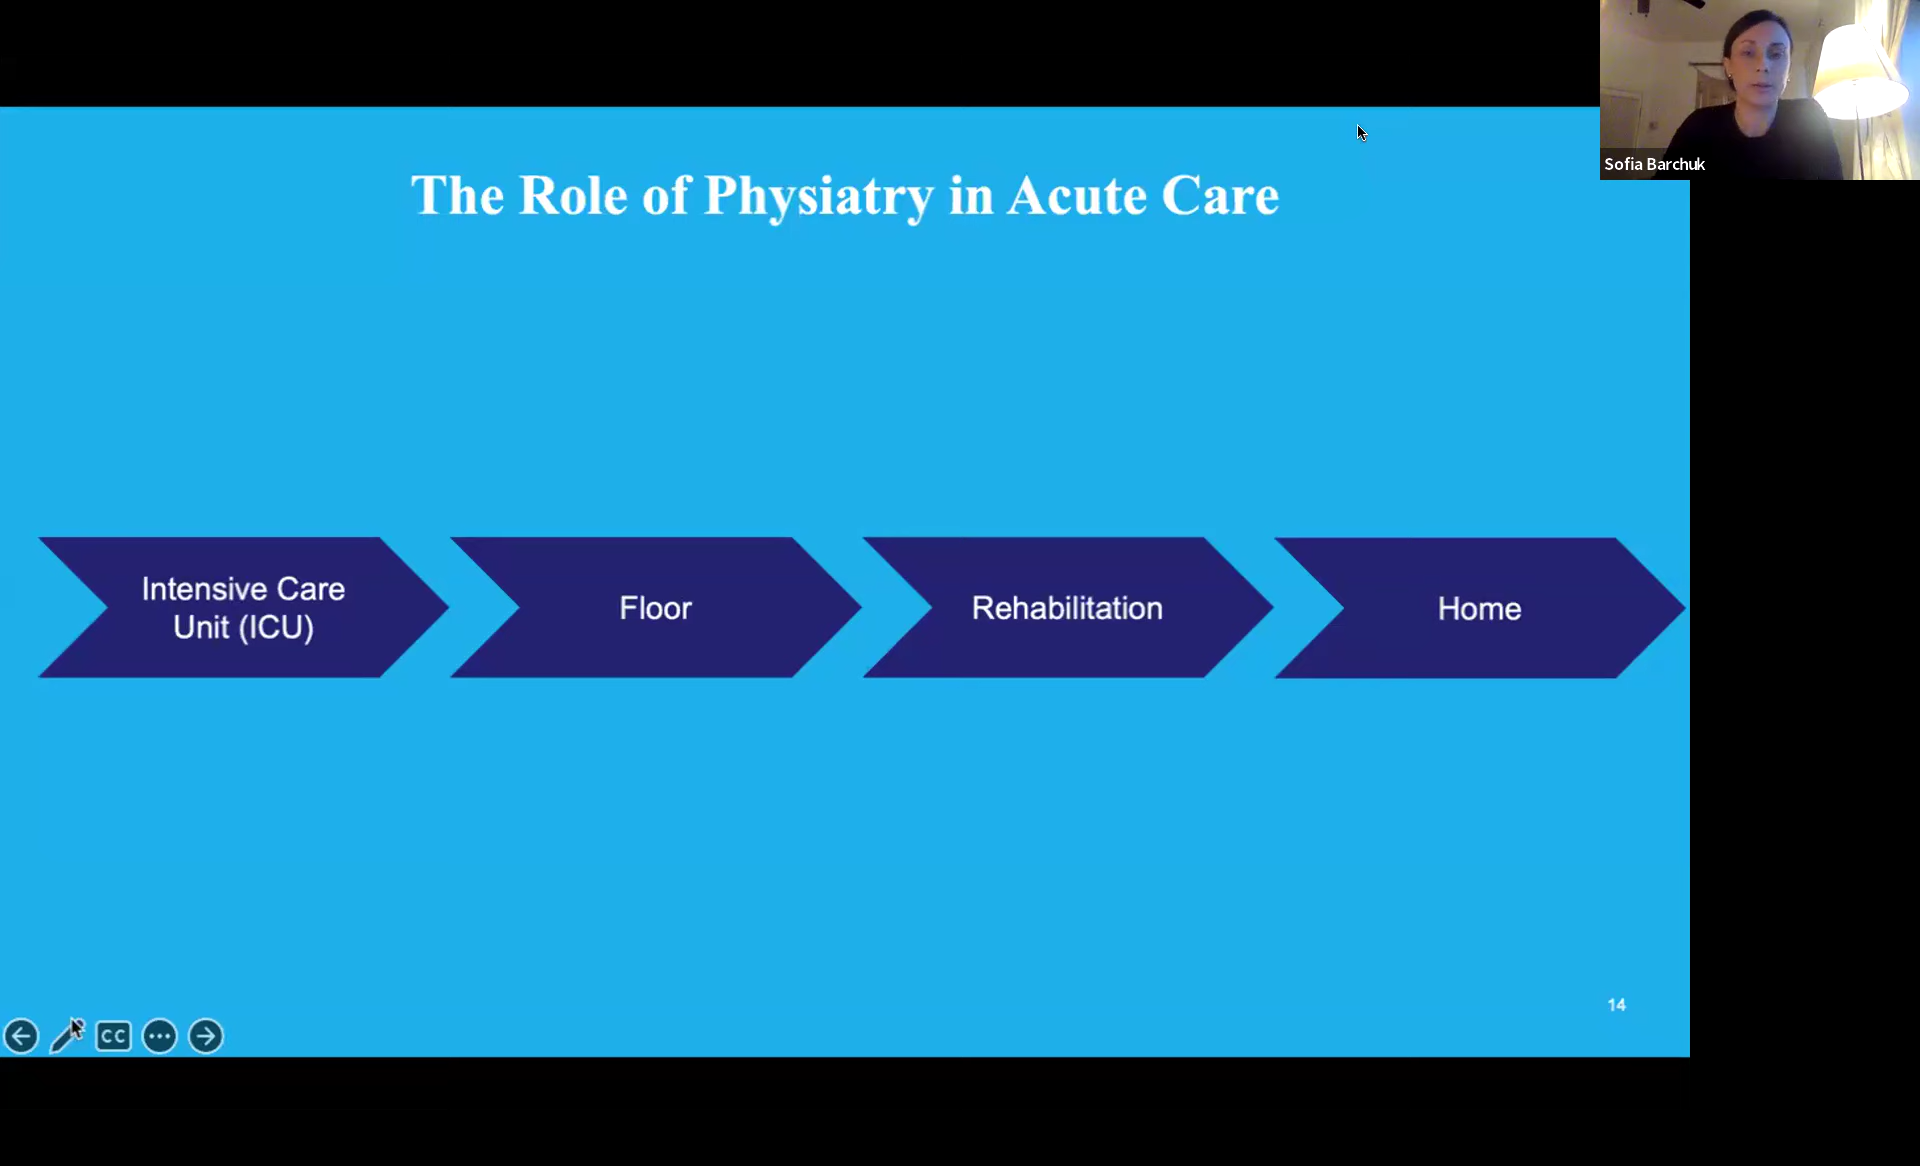 The Role of Physiatry in Acute Care
Sofia Barchuk
Intensive Care
Unit (ICU)
Floor
Rehabilitation
Home
14
CC